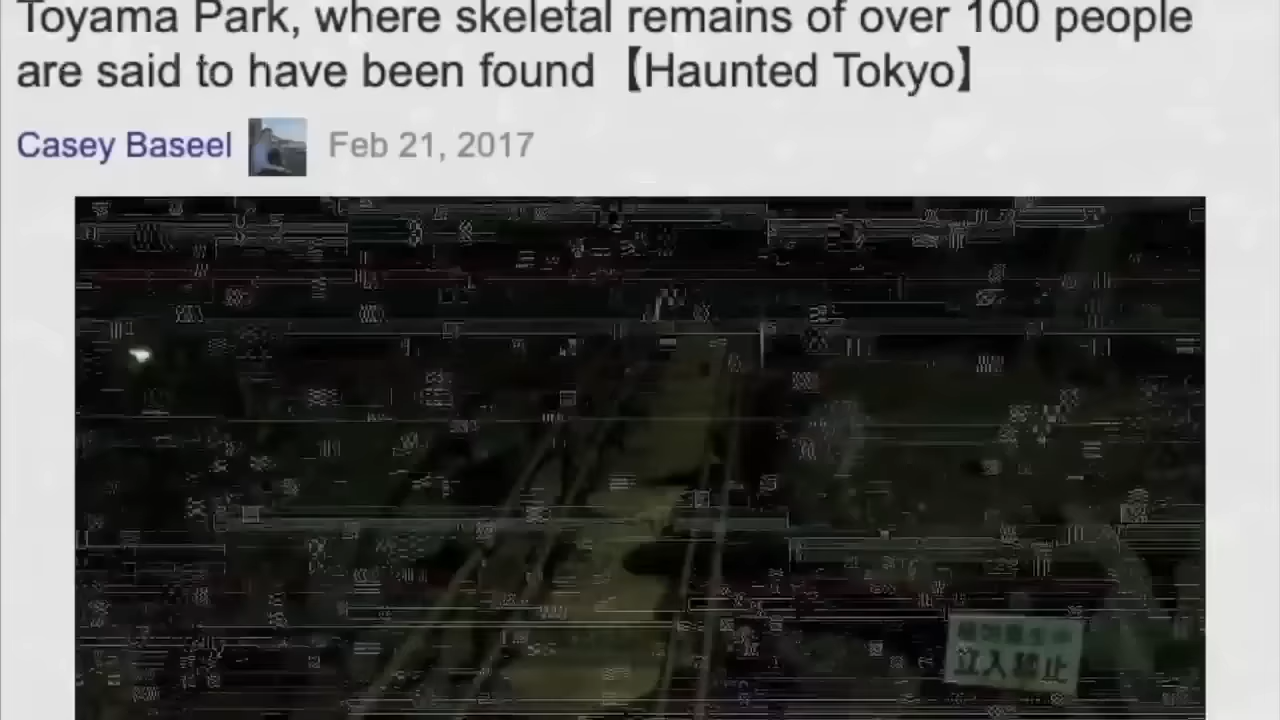 Toyama Park, where skeletal remains of over 100 people
are said to have been found【Haunted Tokyo】
Casey Baseel Feb 21, 2017
立入禁止